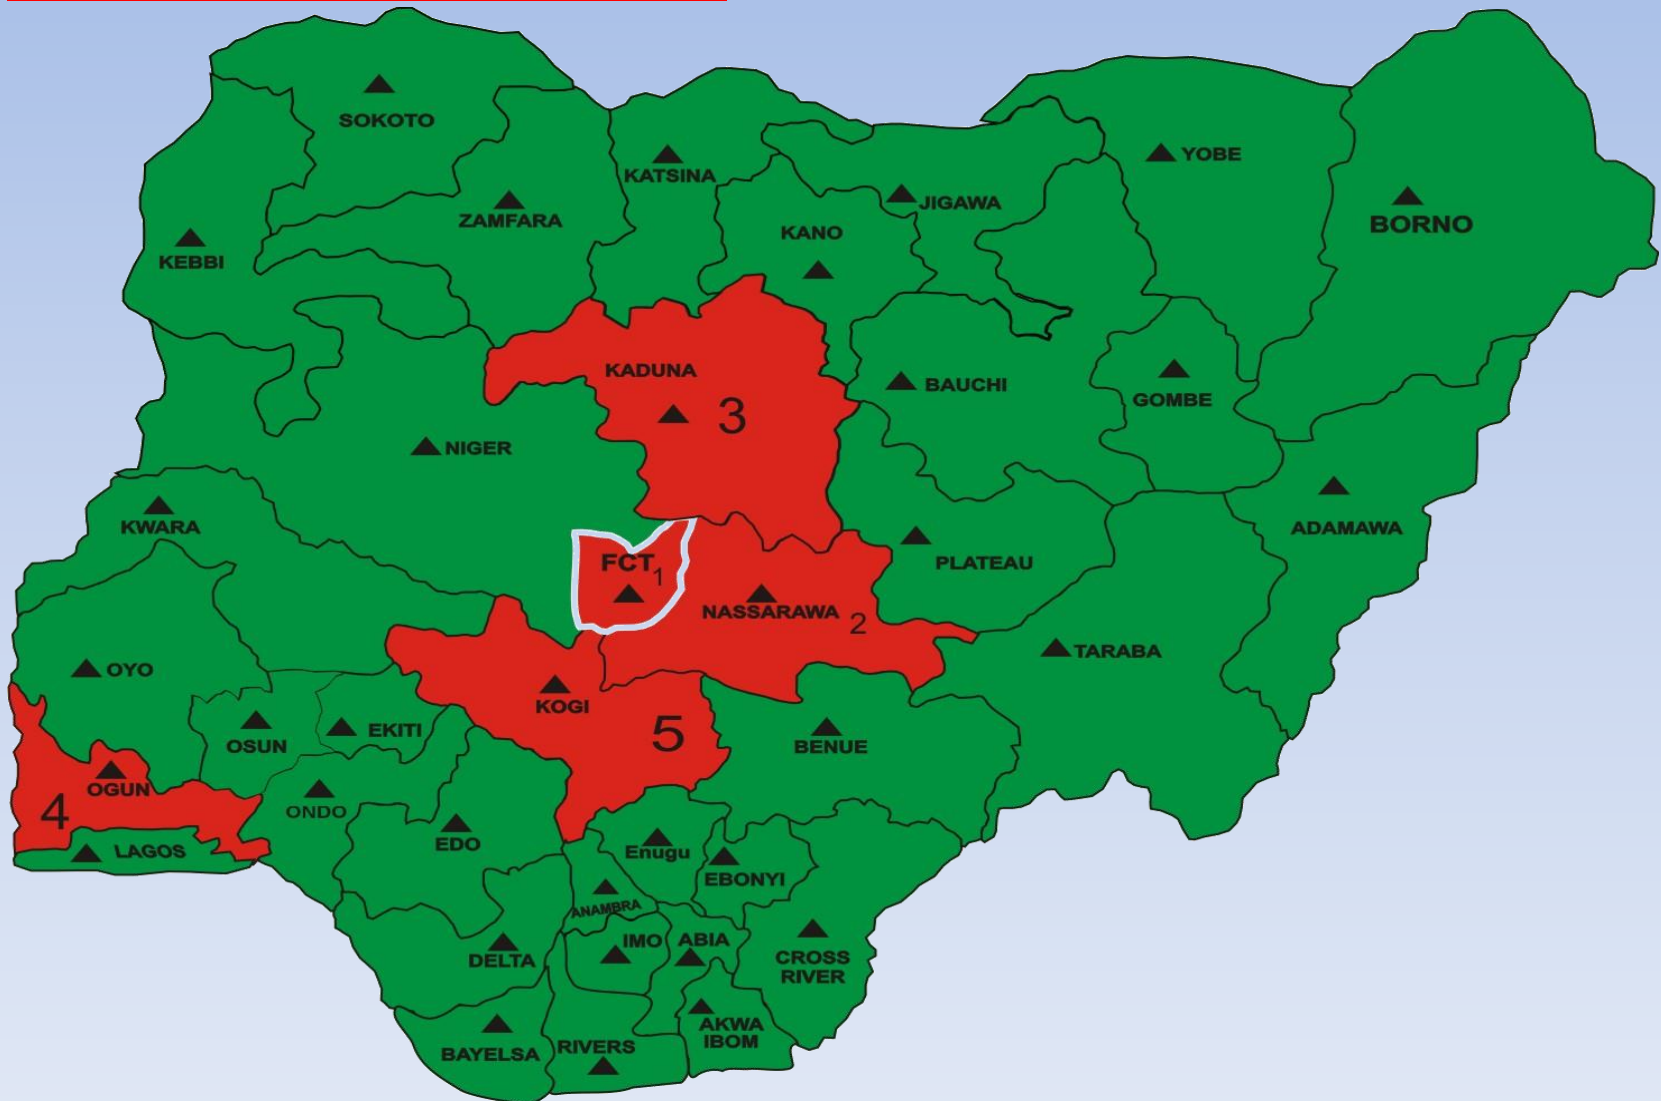 SOKOTO
YOBE
KATSINA
JIGAWA
ZAMFARA
BORNO
KANO
KEBBI
KADUNA
3
BAUCHI
GOMBE
NIGER
KWARA
ADAMAWA
FCT
1
PLATEAU
NASSARAWA
2
TARABA
OYO
KOGI
5
EKITI
OSUN
BENUE
OGUN
4
ONDO
EDO
LAGOS
Enugu
EBONYI
ANAMBRA
IMO
ABIA
DELTA
CROSS
RIVER
AKWA
IBOM
BAYELSA
RIVERS